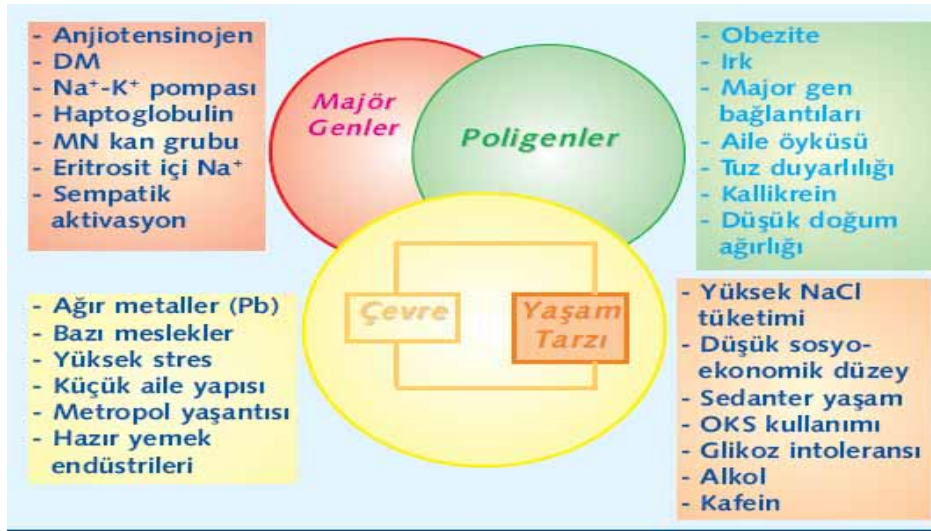 - Anjiotensinojen
- DM
- Na⁺-K⁺ pompası
- Haptoglobulin
- MN kan grubu
- Eritrosit içi Na⁺
- Sempatik
aktivasyon
Majör
Genler
Poligenler
- Obezite
- Irk
- Major gen
bağlantıları
- Aile öyküsü
- Tuz duyarlılığı
- Kallikrein
- Düşük doğum
ağırlığı
- Ağır metaller (Pb)
- Bazı meslekler
- Yüksek stres
- Küçük aile yapısı
- Metropol yaşantısı
- Hazır yemek
endüstrileri
Çevre
Yaşam
Tarzı
- Yüksek NaCl
tüketimi
- Düşük sosyo-
ekonomik düzey
- Sedanter yaşam
- OKS kullanımı
- Glikoz intoleransı
- Alkol
- Kafein